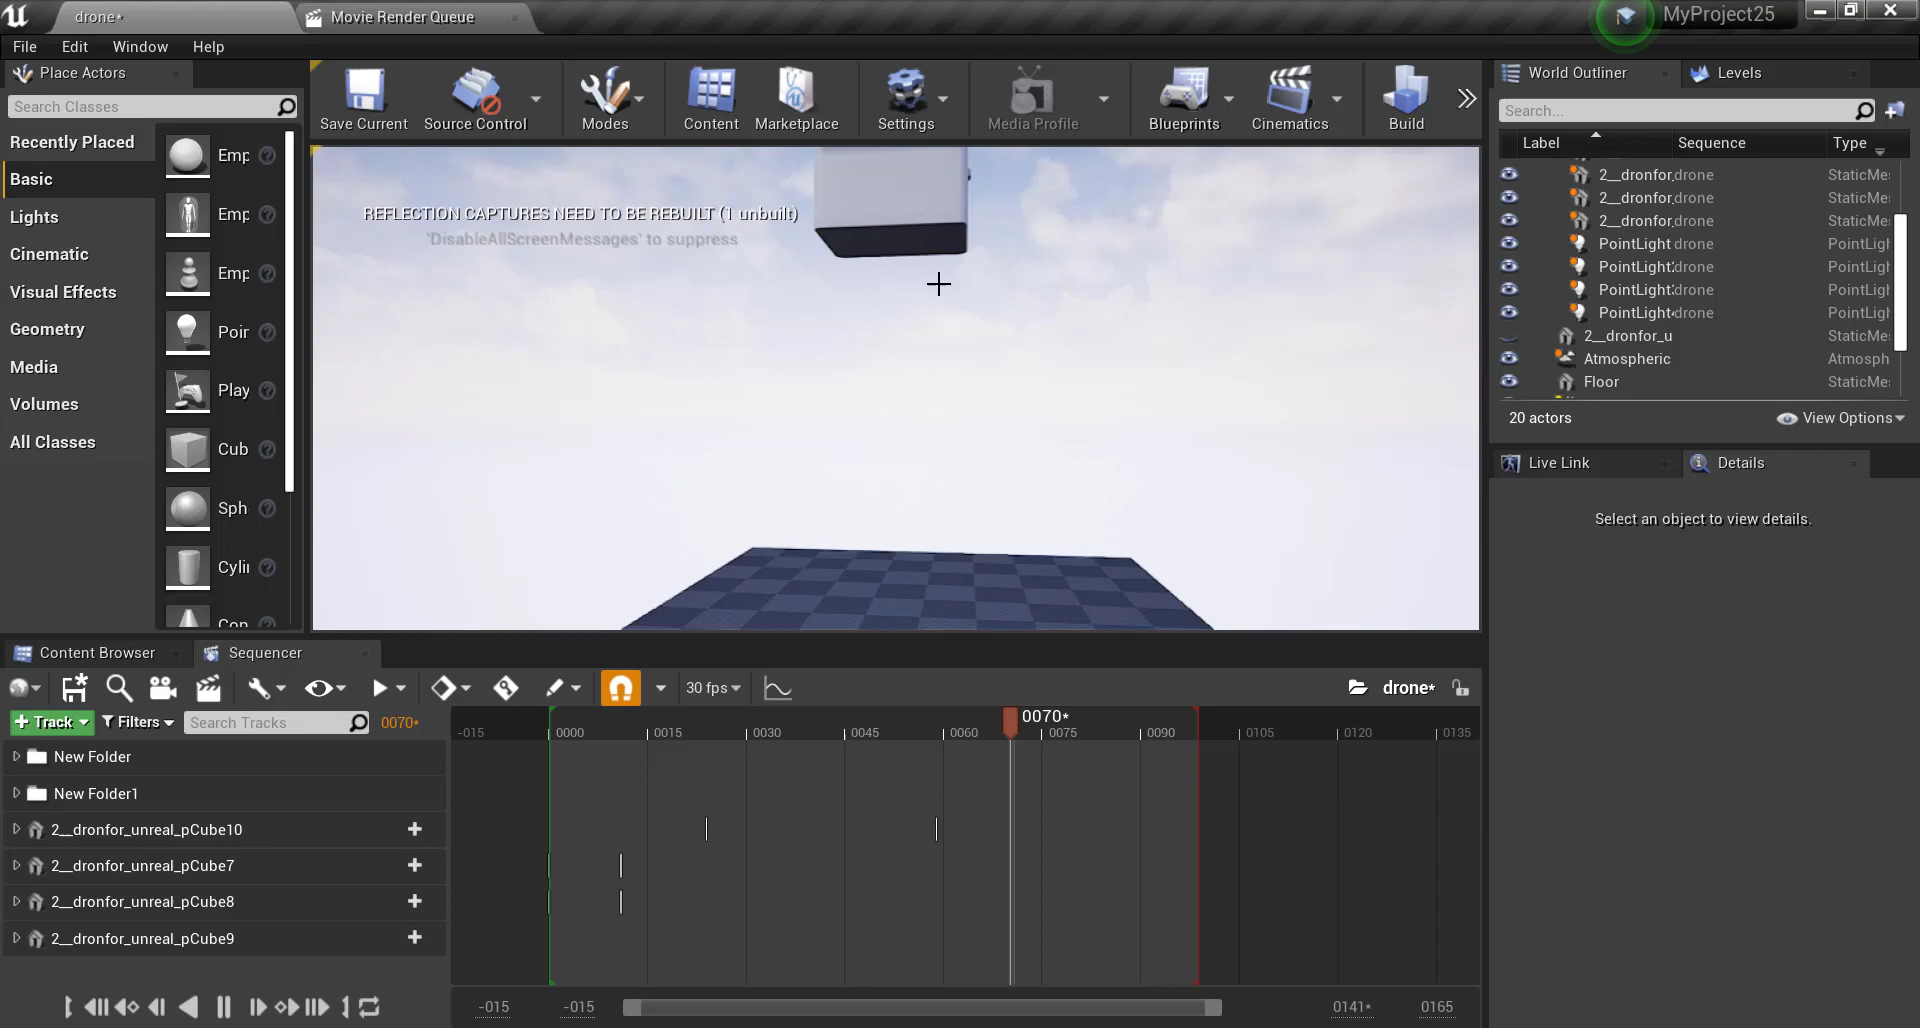 drone*
Movie Render Queue
MyProject25
File
Edit
Window
Help
Place Actors
Search Classes
Recently Placed
Basic
Lights
Cinematic
Visual Effects
Geometry
Media
Volumes
All Classes
Emp
Emp
Emp
Poir
Play
Cub
Sph
Cylii
Con
Save Current
Source Control
Modes
Content
Marketplace
Settings
Media Profile
Blueprints
Cinematics
Build
REFLECTION CAPTURES NEED TO BE REBUILT (1 unbuilt)
'DisableAllScreenMessages' to suppress
World Outliner
Levels
Search...
Label
Sequence
Type
2__dronfor drone StaticMe
2__dronfor drone StaticMe
2__dronfor drone StaticMe
PointLight drone PointLigh
PointLight drone PointLigh
PointLight drone PointLigh
PointLight drone PointLigh
2__dronfor_u StaticMe
Atmospheric Atmosph
Floor StaticMe
20 actors
View Options
Live Link
Details
Select an object to view details.
Content Browser
Sequencer
30 fps
drone*
+ Track
Filters
Search Tracks
0070*
New Folder
New Folder1
2__dronfor_unreal_pCube10
2__dronfor_unreal_pCube7
2__dronfor_unreal_pCube8
2__dronfor_unreal_pCube9
0070*
-015
0000
0015
0030
0045
0060
0075
0090
0105
0120
0135
-015
-015
0141*
0165